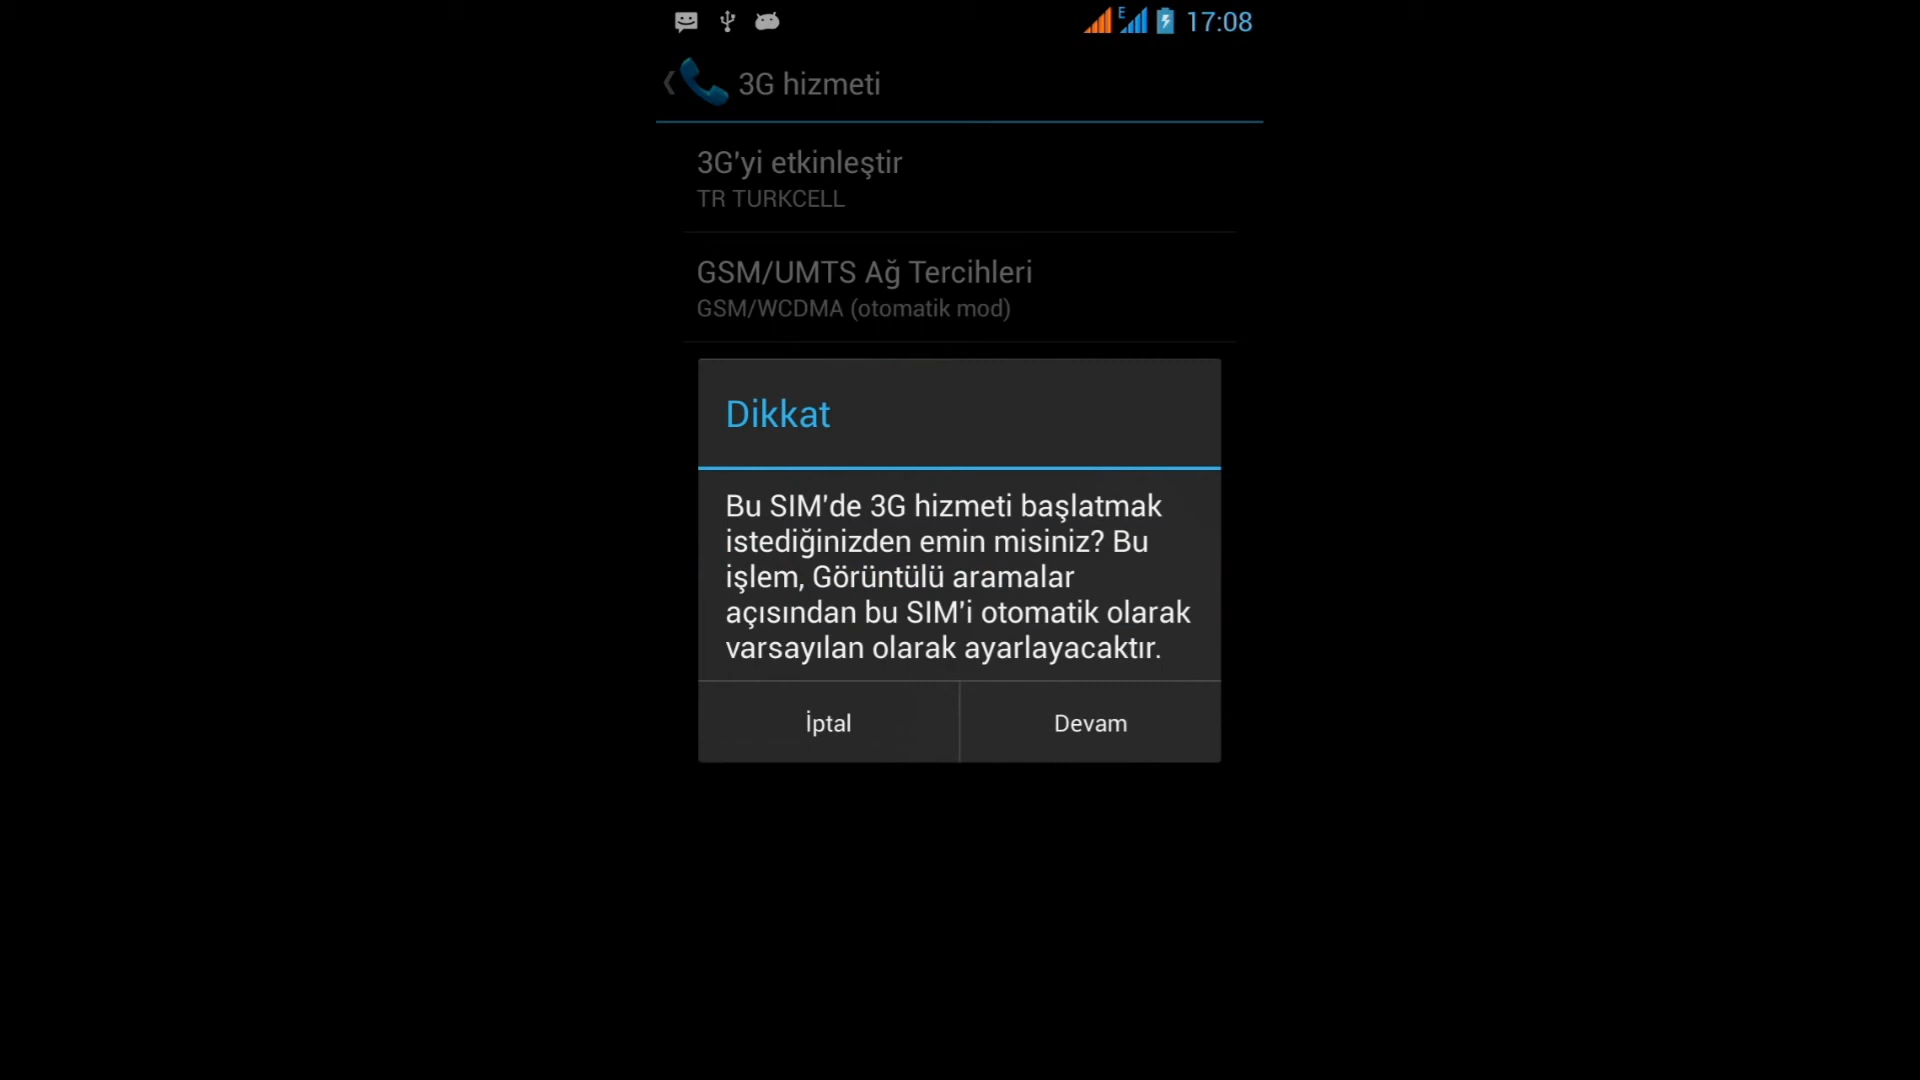 E
17:08
3G hizmeti
3G'yi etkinleştir
TR TURKCELL
GSM/UMTS Ağ Tercihleri
GSM/WCDMA (otomatik mod)
Dikkat
Bu SIM'de 3G hizmeti başlatmak
istediğinizden emin misiniz? Bu
işlem, Görüntülü aramalar
açısından bu SIM'i otomatik olarak
varsayılan olarak ayarlayacaktır.
İptal
Devam